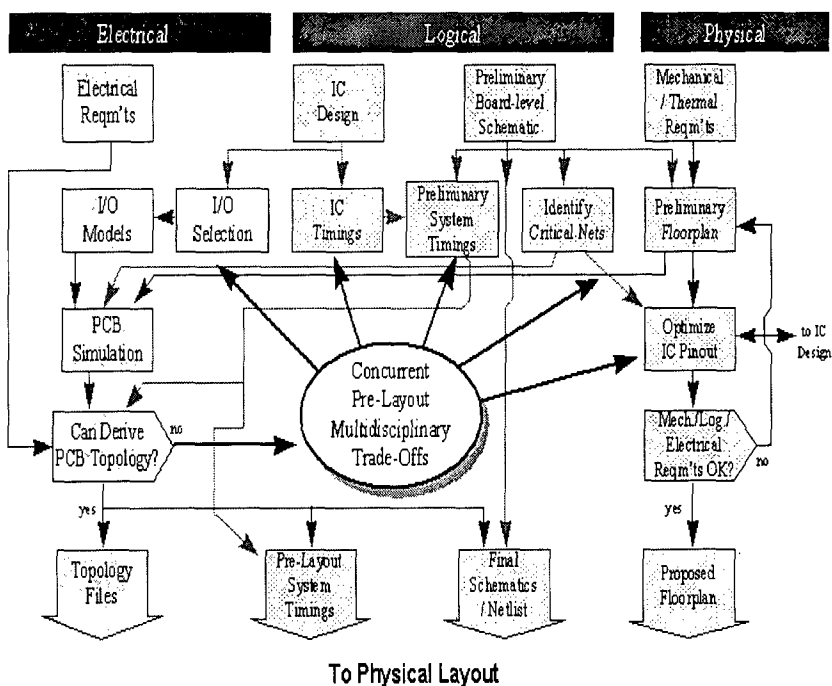 Electrical
Logical
Physical
Electrical
Reqm'ts
IC
Design
Preliminary
Board-level
Schematic
Mechanical
/ Thermal
Reqm'ts
I/O
Models
I/O
Selection
IC
Timings
Preliminary
System
Timings
Identify
Critical Nets
Preliminary
Floorplan
PCB
Simulation
Concurrent
Pre-Layout
Multidisciplinary
Trade-Offs
Optimize
IC Pinout
to IC
Design
Can Derive
PCB Topology?
no
Mech./Log./
Electrical
Reqm'ts OK?
no
yes
yes
Topology
Files
Pre-Layout
System
Timings
Final
Schematics
/ Netlist
Proposed
Floorplan
To Physical Layout